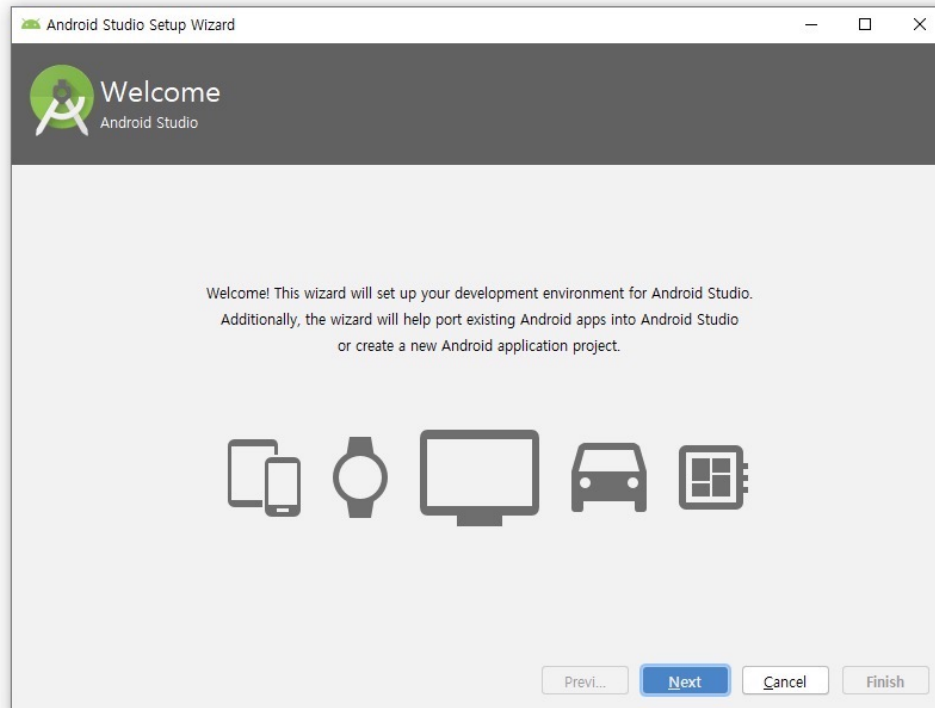 Android Studio Setup Wizard
Welcome
Android Studio
Welcome! This wizard will set up your development environment for Android Studio.
Additionally, the wizard will help port existing Android apps into Android Studio
or create a new Android application project.
Previ... Next Cancel Finish